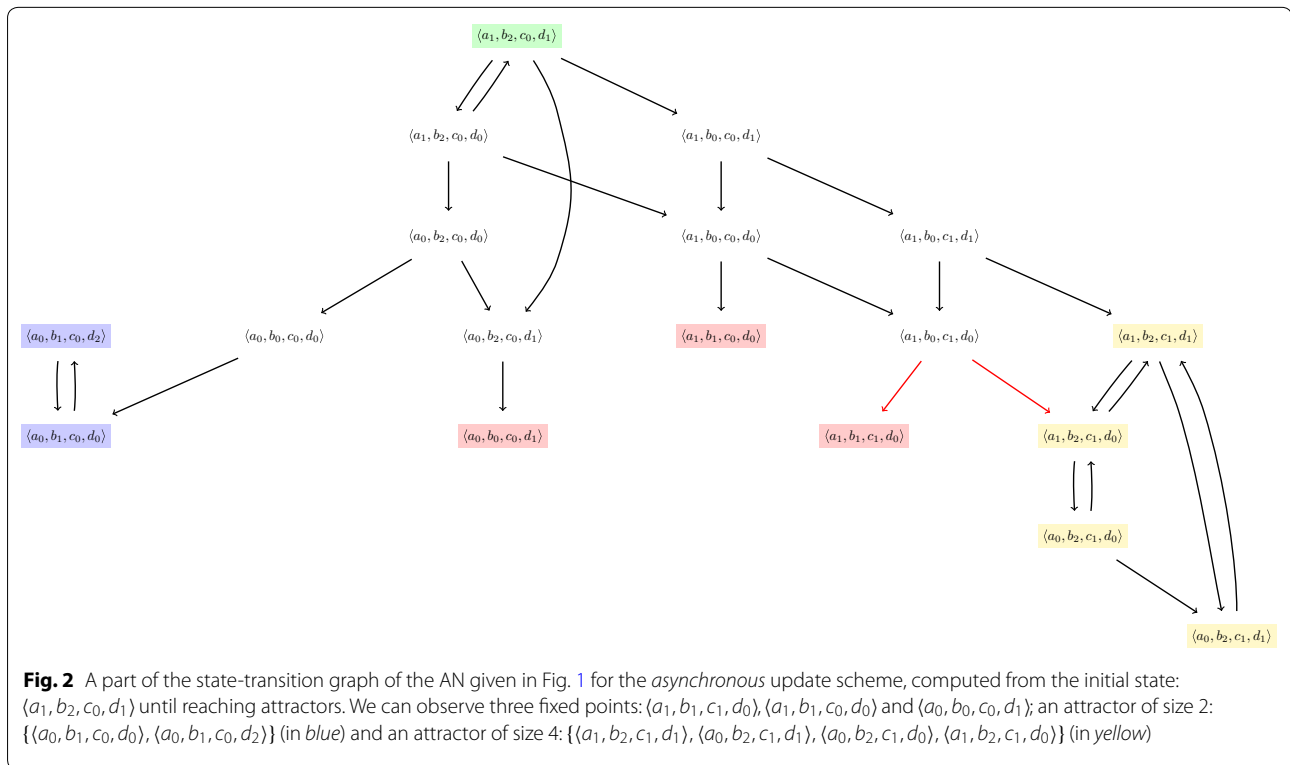 ⟨a₁, b₂, c₀, d₁⟩
⟨a₁, b₂, c₀, d₀⟩ ⟨a₁, b₀, c₀, d₁⟩
⟨a₀, b₂, c₀, d₀⟩ ⟨a₁, b₀, c₀, d₀⟩ ⟨a₁, b₀, c₁, d₁⟩
⟨a₀, b₁, c₀, d₂⟩ ⟨a₀, b₀, c₀, d₀⟩ ⟨a₀, b₂, c₀, d₁⟩ ⟨a₁, b₁, c₀, d₀⟩ ⟨a₁, b₀, c₁, d₀⟩ ⟨a₁, b₂, c₁, d₁⟩
⟨a₀, b₁, c₀, d₀⟩ ⟨a₀, b₀, c₀, d₁⟩ ⟨a₁, b₁, c₁, d₀⟩ ⟨a₁, b₂, c₁, d₀⟩
⟨a₀, b₂, c₁, d₀⟩
⟨a₀, b₂, c₁, d₁⟩
Fig. 2 A part of the state-transition graph of the AN given in Fig. 1 for the asynchronous update scheme, computed from the initial state:
⟨a₁, b₂, c₀, d₁⟩ until reaching attractors. We can observe three fixed points: ⟨a₁, b₁, c₁, d₀⟩, ⟨a₁, b₁, c₀, d₀⟩ and ⟨a₀, b₀, c₀, d₁⟩; an attractor of size 2:
{⟨a₀, b₁, c₀, d₀⟩, ⟨a₀, b₁, c₀, d₂⟩} (in blue) and an attractor of size 4: {⟨a₁, b₂, c₁, d₁⟩, ⟨a₀, b₂, c₁, d₁⟩, ⟨a₀, b₂, c₁, d₀⟩, ⟨a₁, b₂, c₁, d₀⟩} (in yellow)